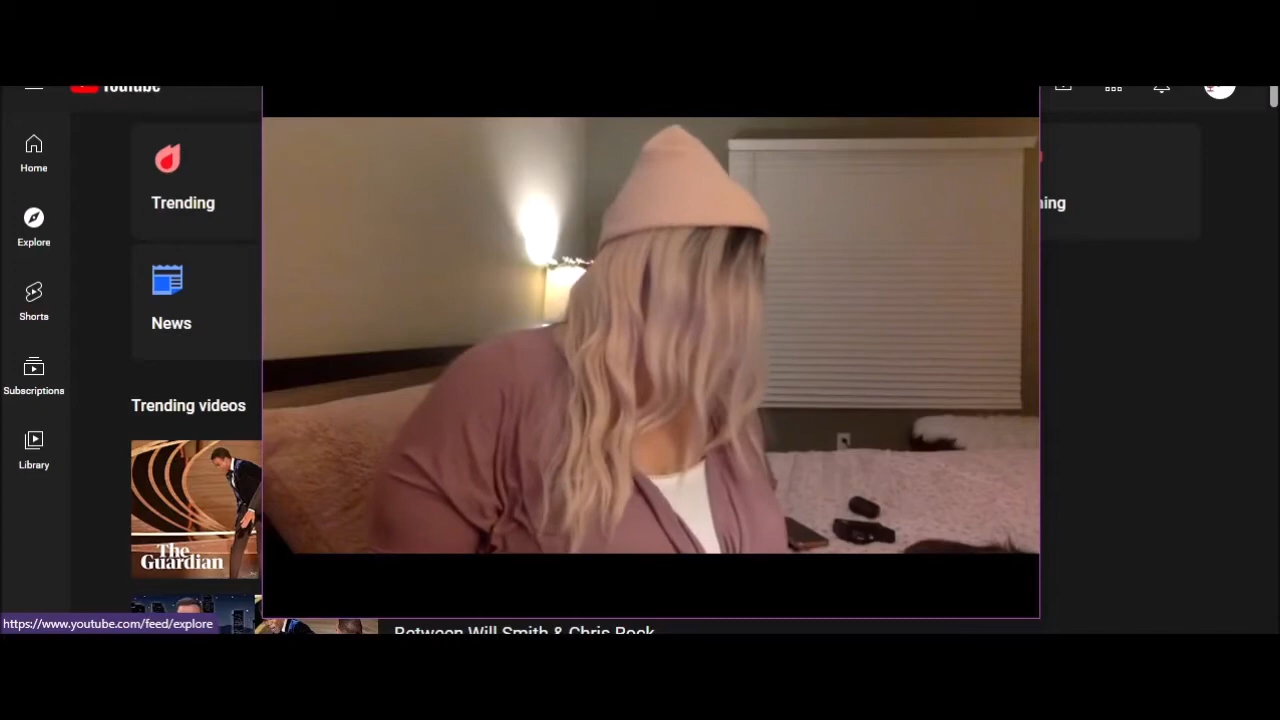 YouTube
Home
Explore
Shorts
Subscriptions
Library
Trending
News
Trending videos
The
Guardian
https://www.youtube.com/feed/explore
Between Will Smith & Chris Rock